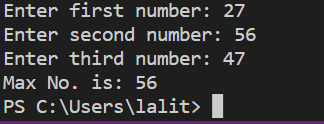 Enter first number: 27
Enter second number: 56
Enter third number: 47
Max No. is: 56
PS C:\Users\lalit>